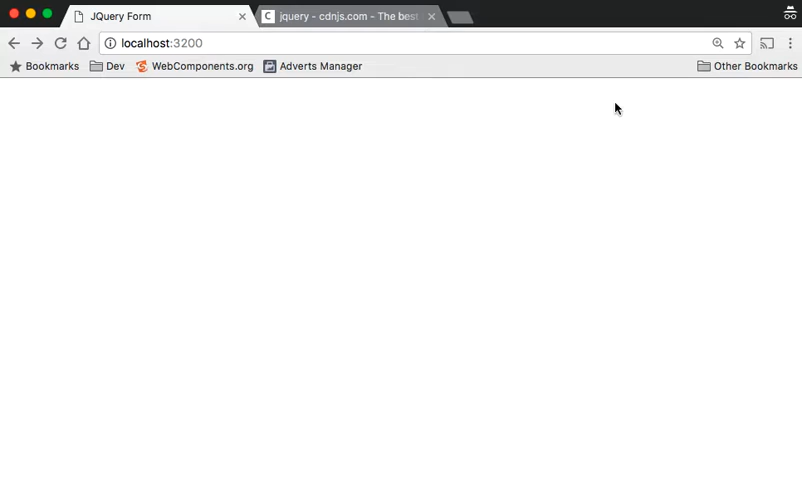 JQuery Form
jquery - cdnjs.com - The best
localhost:3200
Bookmarks Dev WebComponents.org Adverts Manager Other Bookmarks